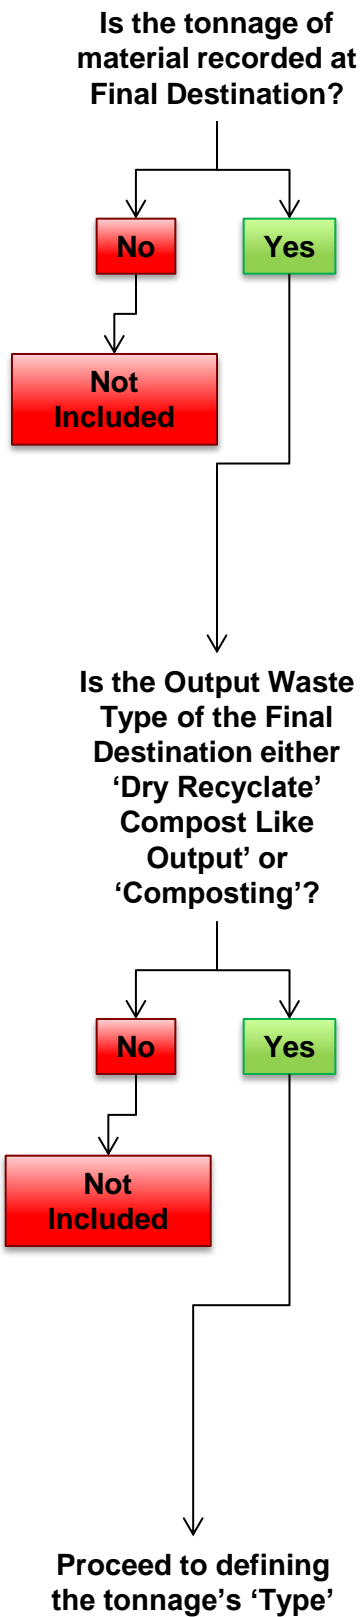 Is the tonnage of
material recorded at
Final Destination?
No
Yes
Not
Included
Is the Output Waste
Type of the Final
Destination either
‘Dry Recyclate’
Compost Like
Output’ or
‘Composting’?
No
Yes
Not
Included
Proceed to defining
the tonnage’s ‘Type’